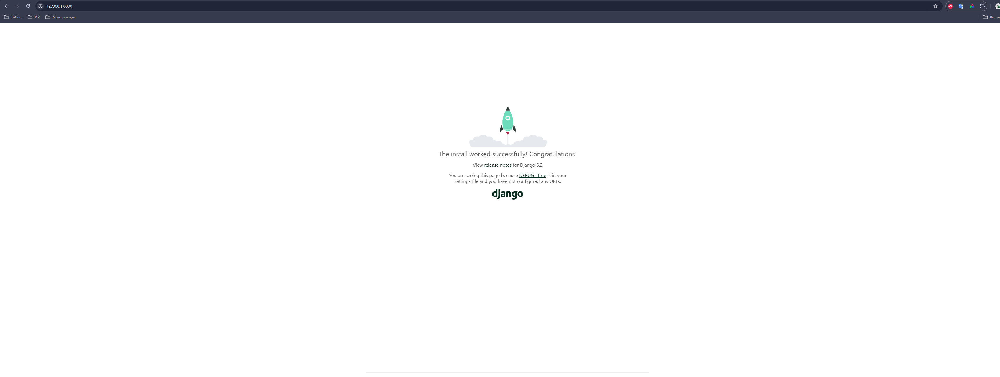 127.0.0.1:8000
ABP
Работа ИИ Мои закладки Все за
The install worked successfully! Congratulations!
View release notes for Django 5.2
You are seeing this page because DEBUG=True is in your
settings file and you have not configured any URLs.
django